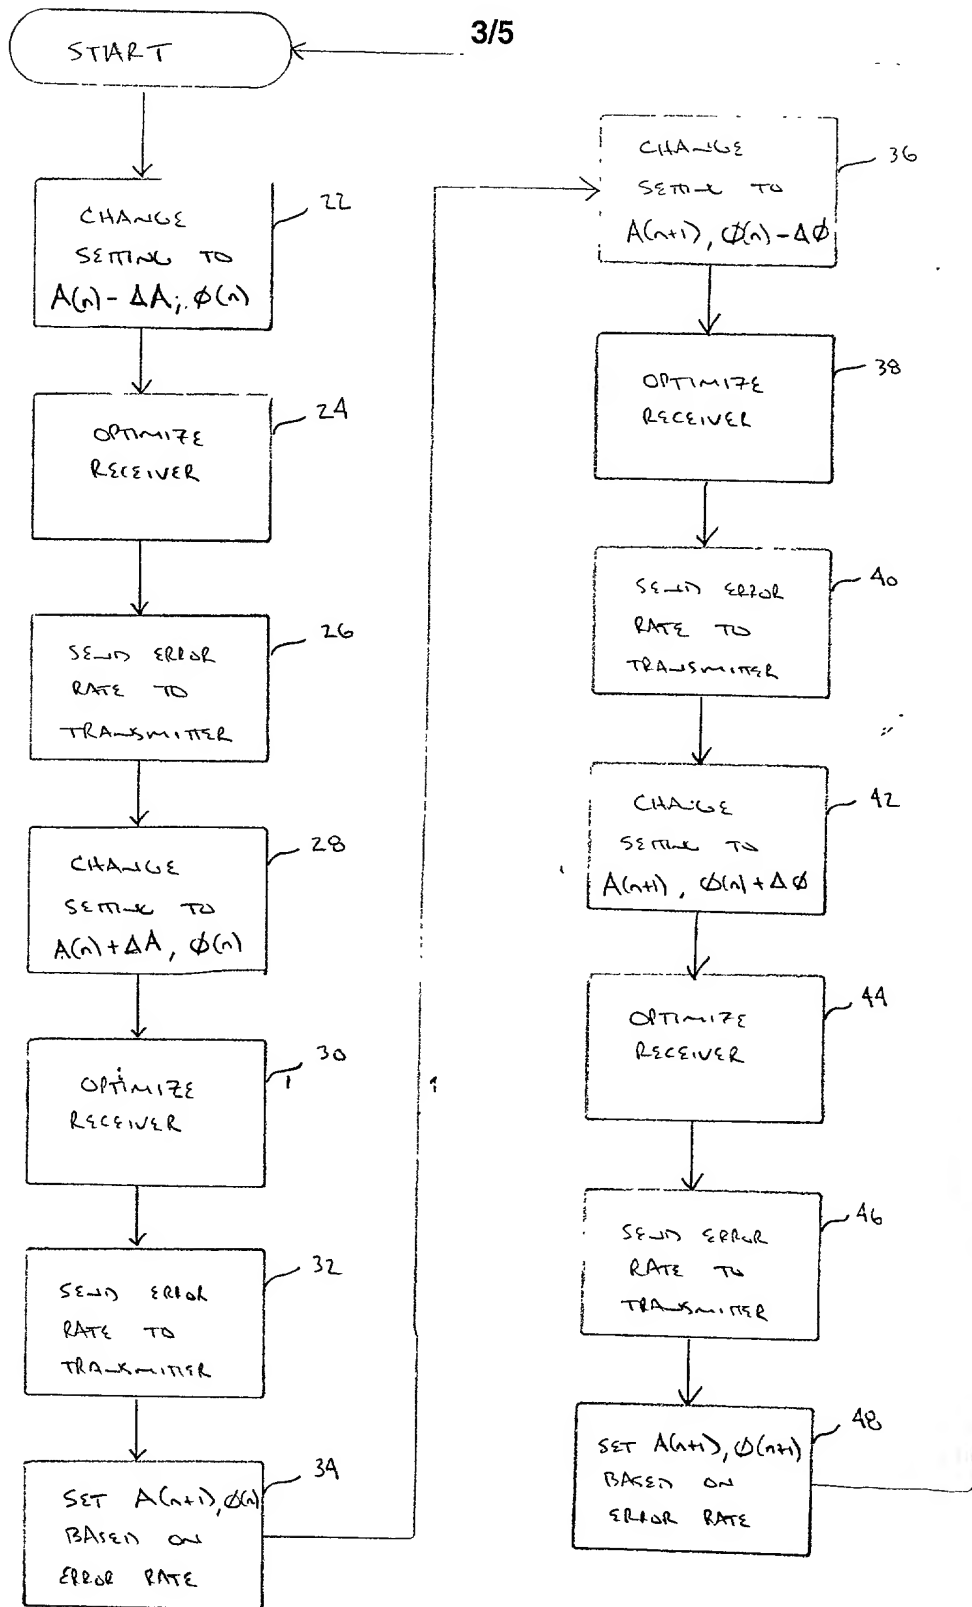 3/5
START
CHANGE
SETTING TO
A(n) - ΔA, ϕ(n)
22
OPTIMIZE
RECEIVER
24
SEND ERROR
RATE TO
TRANSMITTER
26
CHANGE
SETTING TO
A(n) + ΔA, ϕ(n)
28
OPTIMIZE
RECEIVER
30
SEND ERROR
RATE TO
TRANSMITTER
32
SET A(n+1), ϕ(n)
BASED ON
ERROR RATE
34
CHANGE
SETTING TO
A(n+1), ϕ(n) - Δϕ
36
OPTIMIZE
RECEIVER
38
SEND ERROR
RATE TO
TRANSMITTER
40
CHANGE
SETTING TO
A(n+1), ϕ(n) + Δϕ
42
OPTIMIZE
RECEIVER
44
SEND ERROR
RATE TO
TRANSMITTER
46
SET A(n+1), ϕ(n+1)
BASED ON
ERROR RATE
48